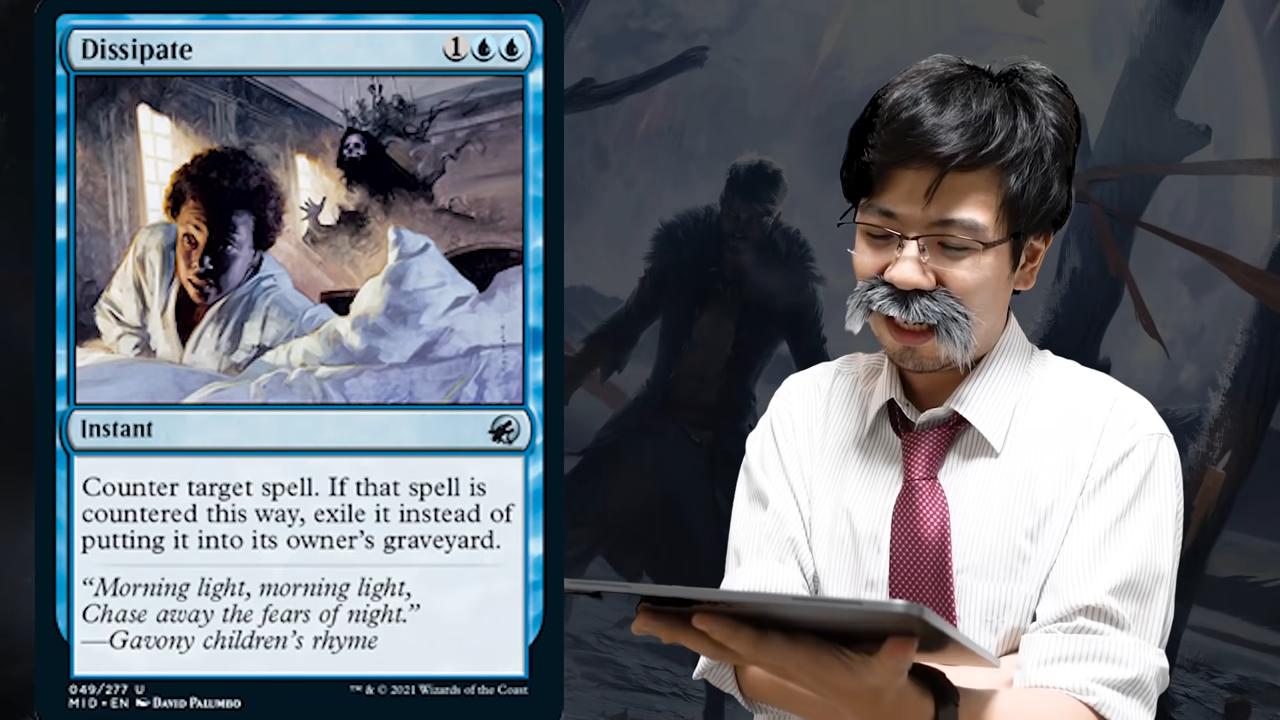 Dissipate
1
Instant
Counter target spell. If that spell is
countered this way, exile it instead of
putting it into its owner's graveyard.
“Morning light, morning light,
Chase away the fears of night.”
—Gavony children's rhyme
049/277 U
MID • EN David Palumbo
™ & © 2021 Wizards of the Coast